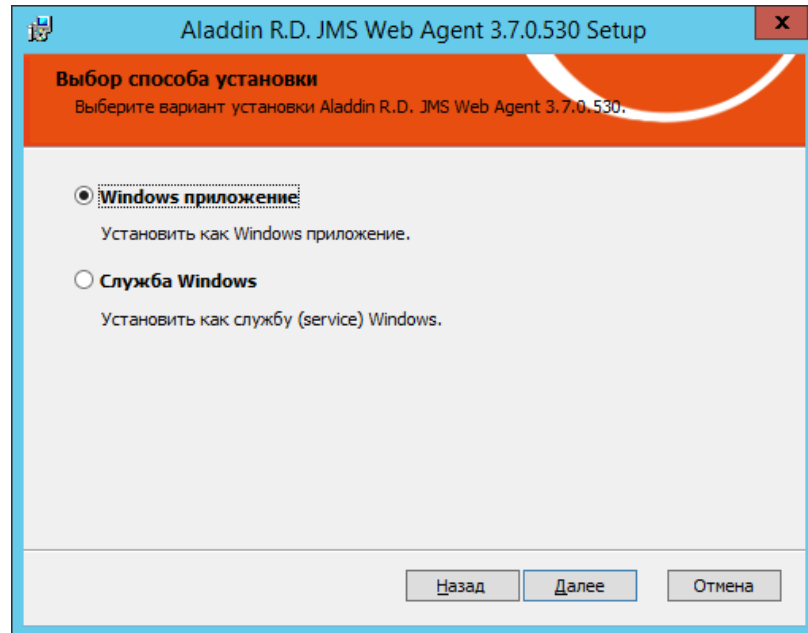 Aladdin R.D. JMS Web Agent 3.7.0.530 Setup
x
Выбор способа установки
Выберите вариант установки Aladdin R.D. JMS Web Agent 3.7.0.530.
Windows приложение
Установить как Windows приложение.
Служба Windows
Установить как службу (service) Windows.
Назад Далее Отмена